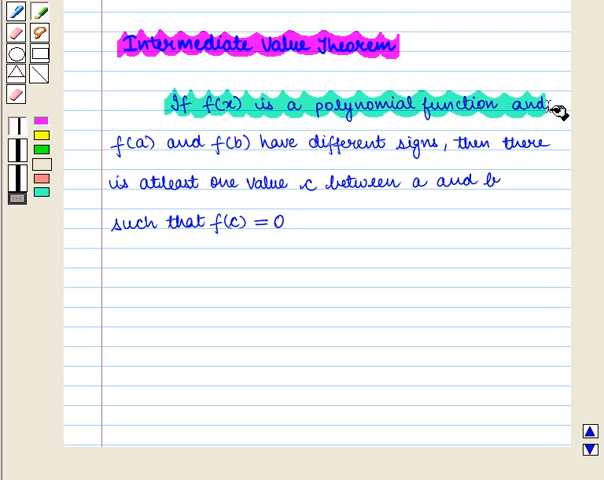 Intermediate Value Theorem
If f(x) is a polynomial function and
f(a) and f(b) have different signs, then there
is atleast one value c between a and b
such that f(c) = 0